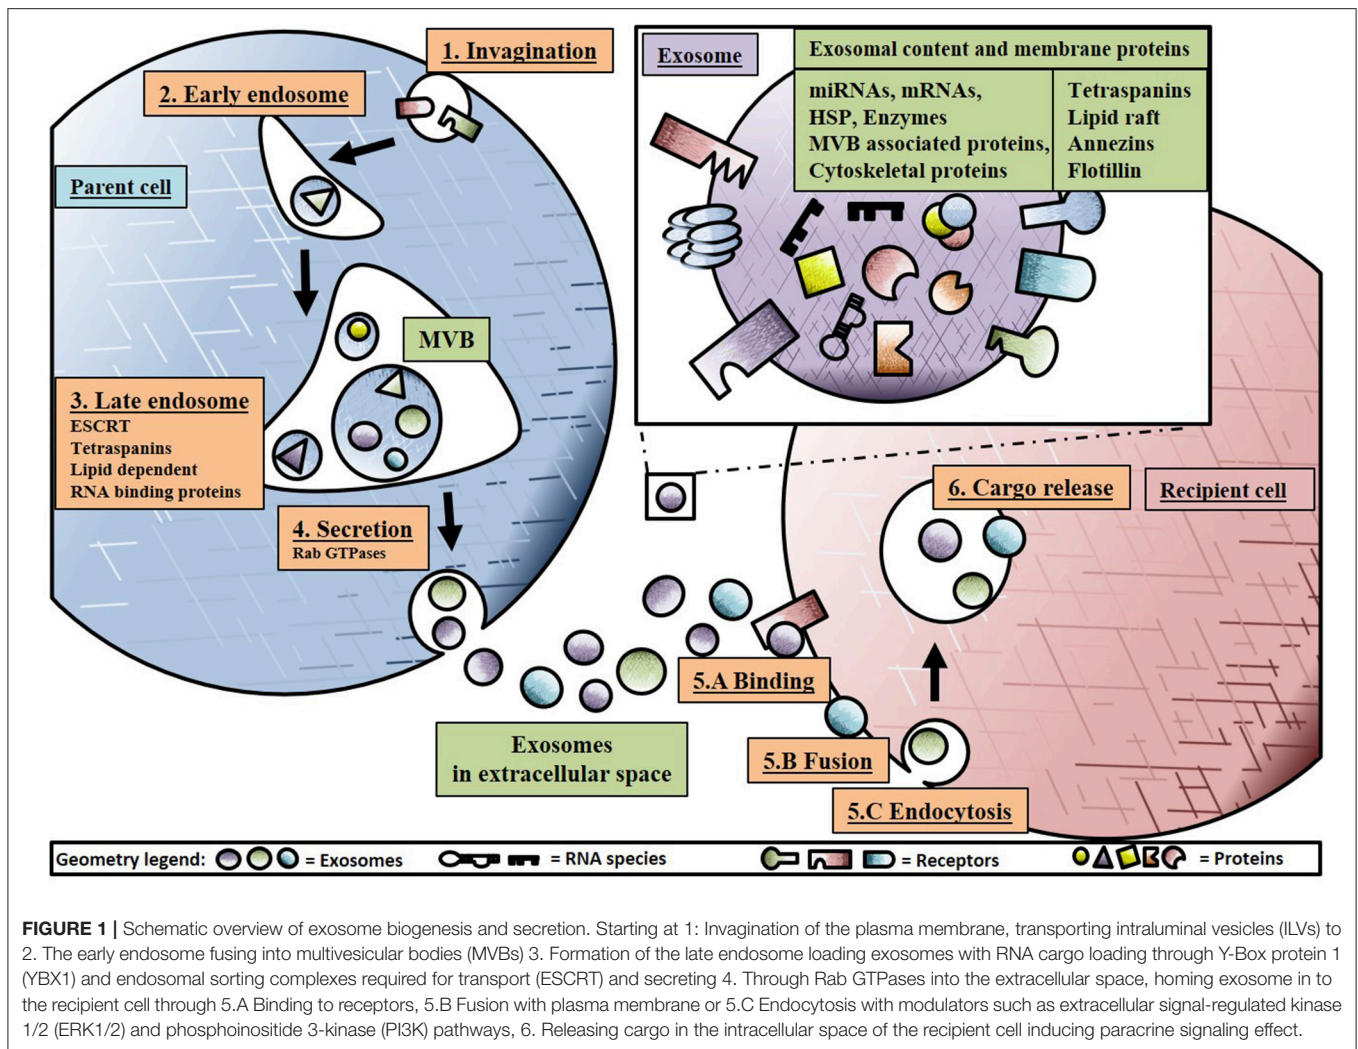 1. Invagination
2. Early endosome
Parent cell
MVB
3. Late endosome
ESCRT
Tetraspanins
Lipid dependent
RNA binding proteins
4. Secretion
Rab GTPases
Exosome
Exosomal content and membrane proteins
miRNAs, mRNAs,
HSP, Enzymes
MVB associated proteins,
Cytoskeletal proteins
Tetraspanins
Lipid raft
Annezins
Flotillin
6. Cargo release
Recipient cell
5.A Binding
5.B Fusion
5.C Endocytosis
Exosomes
in extracellular space
Geometry legend: = Exosomes = RNA species = Receptors = Proteins
FIGURE 1 | Schematic overview of exosome biogenesis and secretion. Starting at 1: Invagination of the plasma membrane, transporting intraluminal vesicles (ILVs) to
2. The early endosome fusing into multivesicular bodies (MVBs) 3. Formation of the late endosome loading exosomes with RNA cargo loading through Y-Box protein 1
(YBX1) and endosomal sorting complexes required for transport (ESCRT) and secreting 4. Through Rab GTPases into the extracellular space, homing exosome in to
the recipient cell through 5.A Binding to receptors, 5.B Fusion with plasma membrane or 5.C Endocytosis with modulators such as extracellular signal-regulated kinase
1/2 (ERK1/2) and phosphoinositide 3-kinase (PI3K) pathways, 6. Releasing cargo in the intracellular space of the recipient cell inducing paracrine signaling effect.